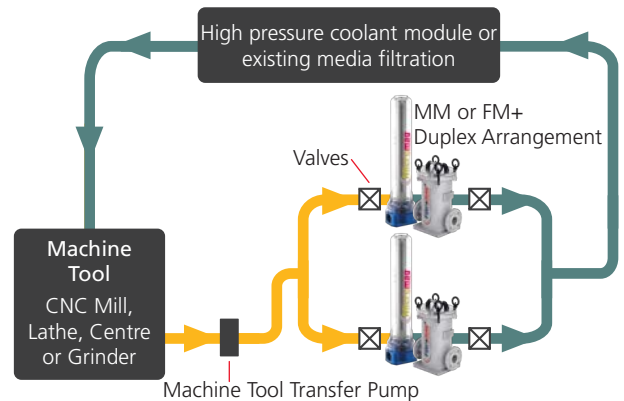 High pressure coolant module or
existing media filtration
MM or FM+
Duplex Arrangement
Valves
Machine
Tool
CNC Mill,
Lathe, Centre
or Grinder
Machine Tool Transfer Pump